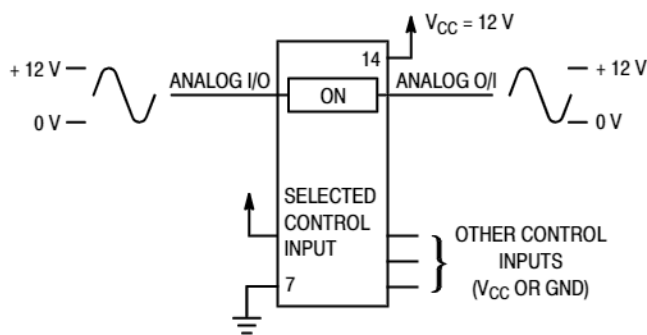 V_CC = 12 V
14
+ 12 V
0 V
ANALOG I/O
ON
ANALOG O/I
+ 12 V
0 V
SELECTED
CONTROL
INPUT
7
OTHER CONTROL
INPUTS
(V_CC OR GND)